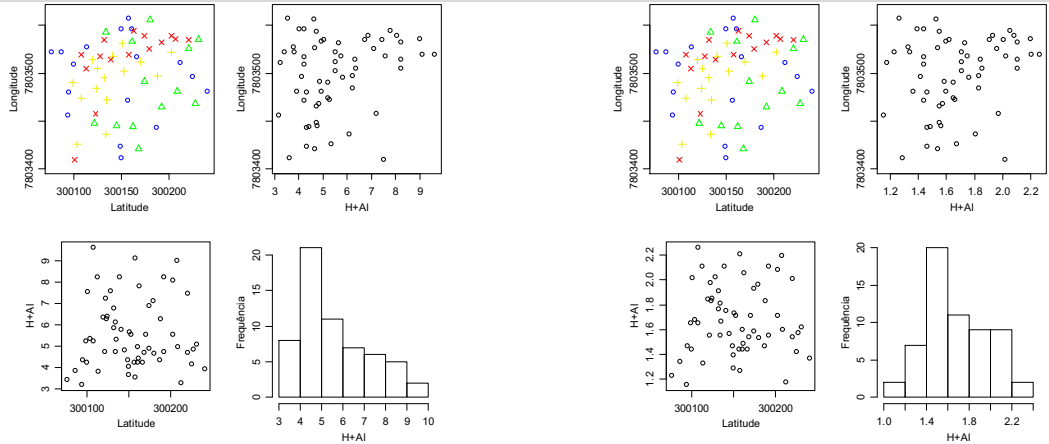 Longitude
7803400 7803500
300100 300150 300200
Latitude
Longitude
7803400 7803500
3 4 5 6 7 8 9
H+Al
Longitude
7803400 7803500
300100 300150 300200
Latitude
Longitude
7803400 7803500
1.2 1.4 1.6 1.8 2.0 2.2
H+Al
H+Al
3 4 5 6 7 8 9
300100 300200
Latitude
Frequência
0 5 10 15 20
3 4 5 6 7 8 9 10
H+Al
H+Al
1.2 1.4 1.6 1.8 2.0 2.2
300100 300200
Latitude
Frequência
0 5 10 15 20
1.0 1.4 1.8 2.2
H+Al